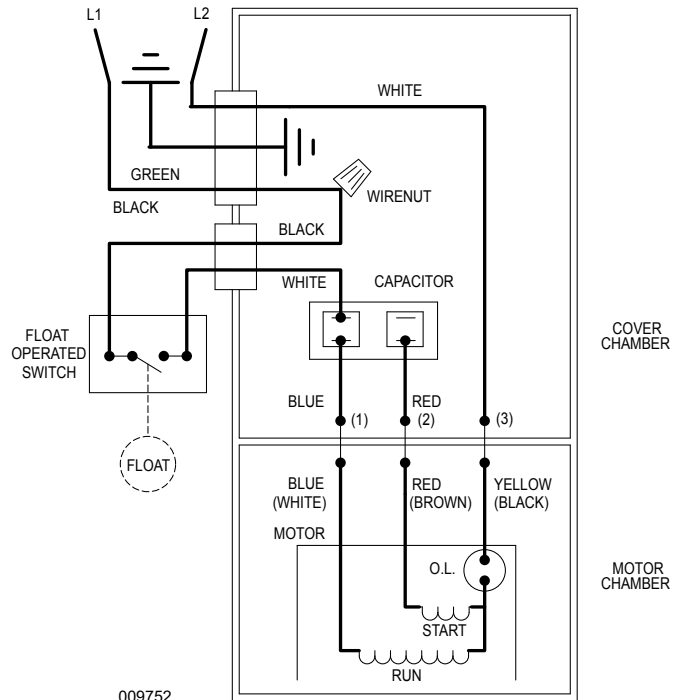 L1
L2
WHITE
GREEN
WIRENUT
BLACK
BLACK
WHITE
CAPACITOR
FLOAT
OPERATED
SWITCH
COVER
CHAMBER
BLUE
RED
(1)
(2)
(3)
FLOAT
BLUE
(WHITE)
RED
(BROWN)
YELLOW
(BLACK)
MOTOR
O.L.
MOTOR
CHAMBER
START
RUN
009752